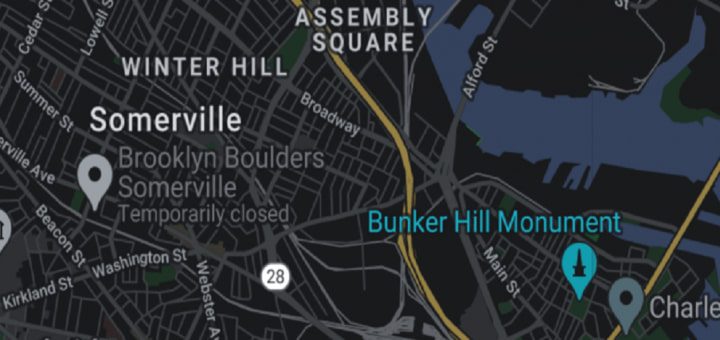 St
ASSEMBLY
SQUARE
Cedar St
Lowell St
WINTER HILL
Alford St
Summer St
Broadway
Somerville
Brooklyn Boulders
Somerville
Temporarily closed
Ave
Bunker Hill Monument
Beacon St
Washington St
Main St
28
Kirkland St
Webster
Charle